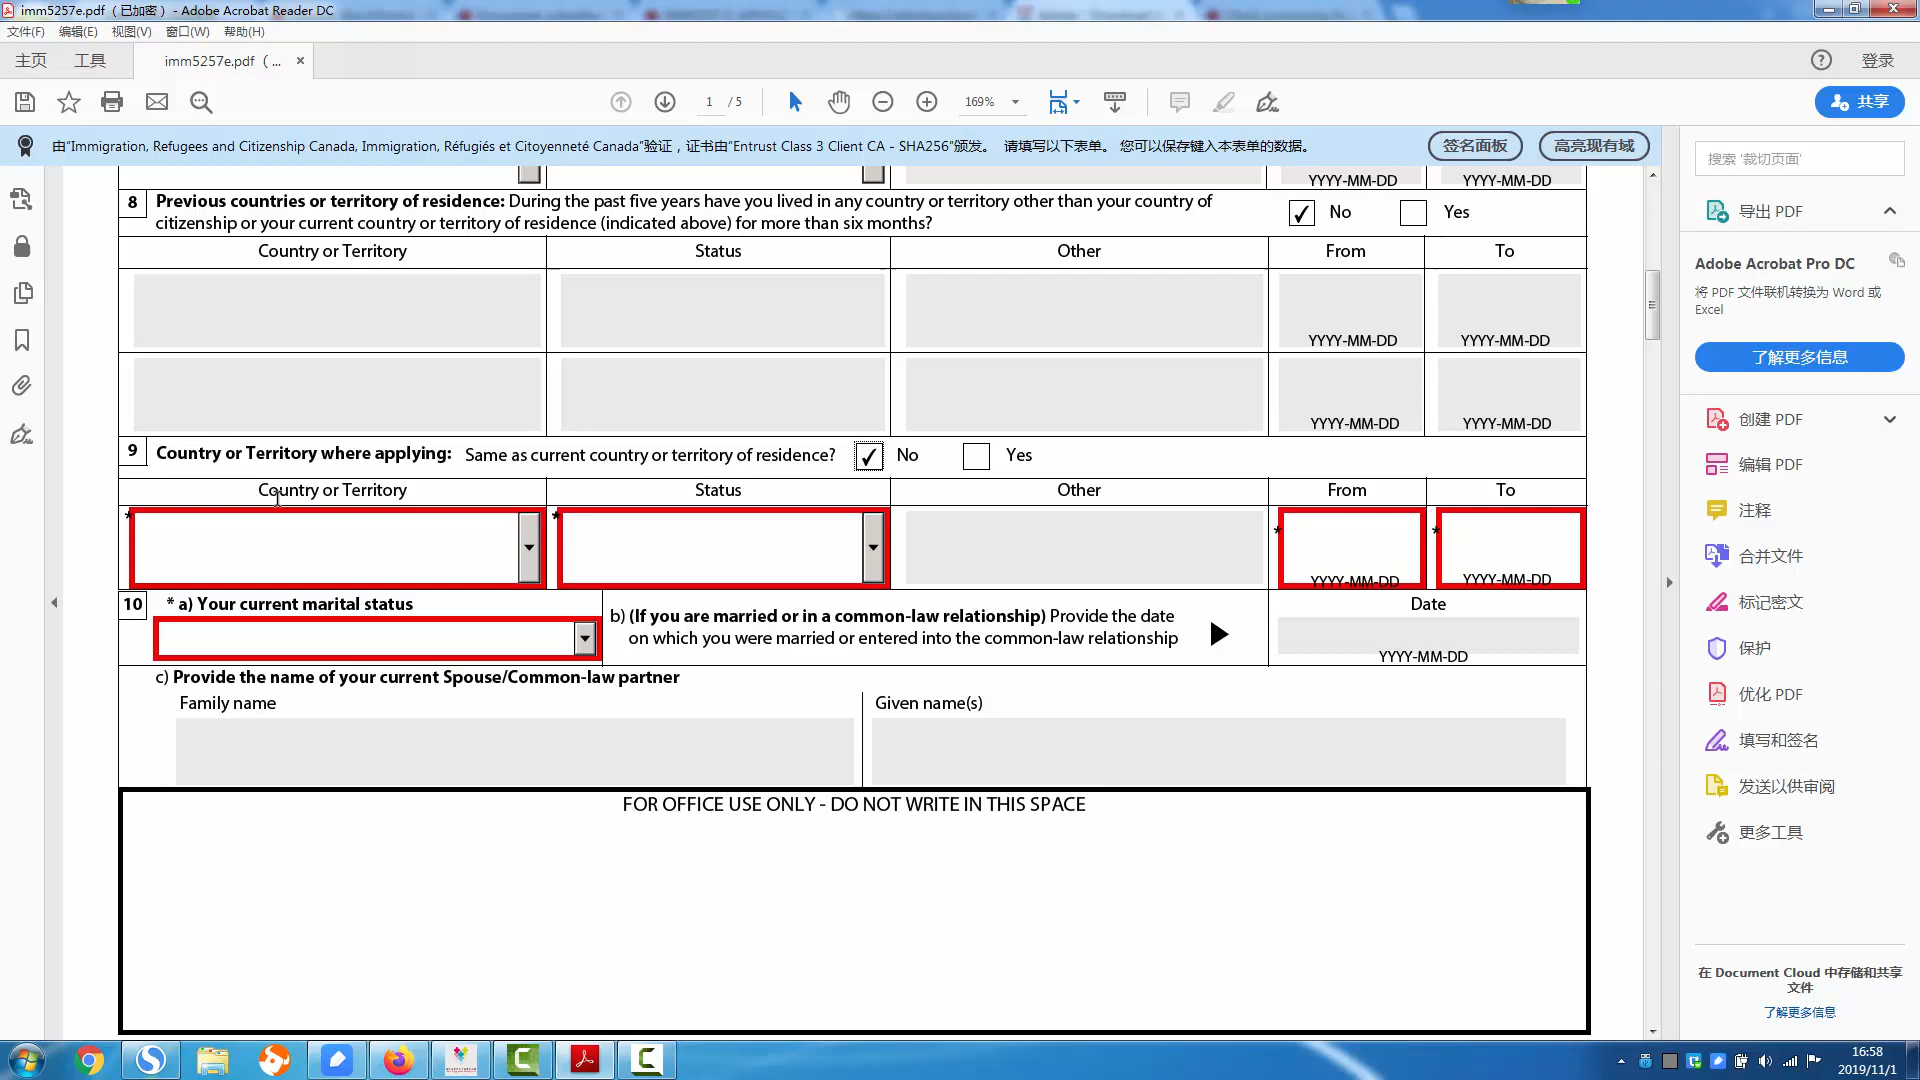 imm5257e.pdf （已加密） - Adobe Acrobat Reader DC
文件(F) 编辑(E) 视图(V) 窗口(W) 帮助(H)
主页 工具 imm5257e.pdf （... × 登录
1 / 5 169% 共享
由“Immigration, Refugees and Citizenship Canada, Immigration, Réfugiés et Citoyenneté Canada”验证，证书由“Entrust Class 3 Client CA - SHA256”颁发。 请填写以下表单。 您可以保存键入本表单的数据。 签名面板 高亮现有域
YYYY-MM-DD YYYY-MM-DD
8 Previous countries or territory of residence: During the past five years have you lived in any country or territory other than your country of
citizenship or your current country or territory of residence (indicated above) for more than six months? No Yes
Country or Territory Status Other From To
YYYY-MM-DD YYYY-MM-DD
YYYY-MM-DD YYYY-MM-DD
9 Country or Territory where applying: Same as current country or territory of residence? No Yes
Country or Territory Status Other From To
* * * *
YYYY-MM-DD YYYY-MM-DD
10 * a) Your current marital status
b) (If you are married or in a common-law relationship) Provide the date
on which you were married or entered into the common-law relationship
Date
YYYY-MM-DD
c) Provide the name of your current Spouse/Common-law partner
Family name Given name(s)
FOR OFFICE USE ONLY - DO NOT WRITE IN THIS SPACE
搜索 '裁切页面'
导出 PDF
Adobe Acrobat Pro DC
将 PDF 文件联机转换为 Word 或
Excel
了解更多信息
创建 PDF
编辑 PDF
注释
合并文件
标记密文
保护
优化 PDF
填写和签名
发送以供审阅
更多工具
在 Document Cloud 中存储和共享
文件
了解更多信息
16:58
2019/11/1